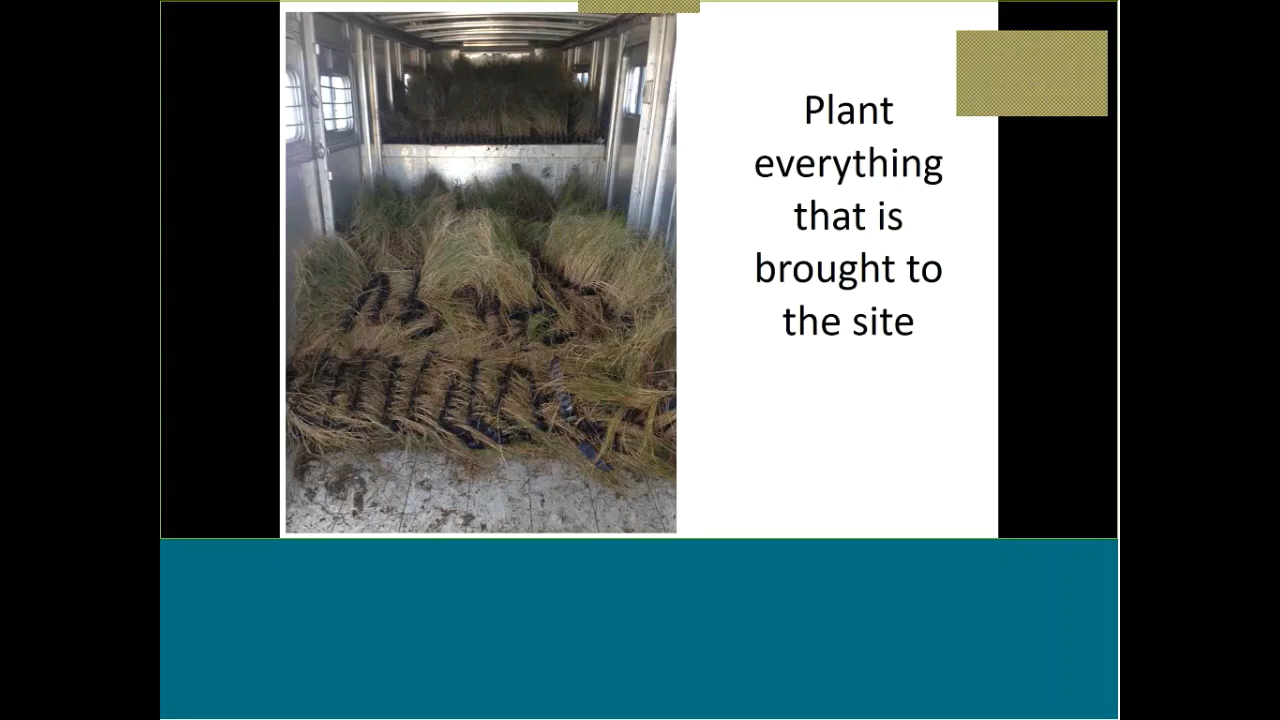 Plant
everything
that is
brought to
the site